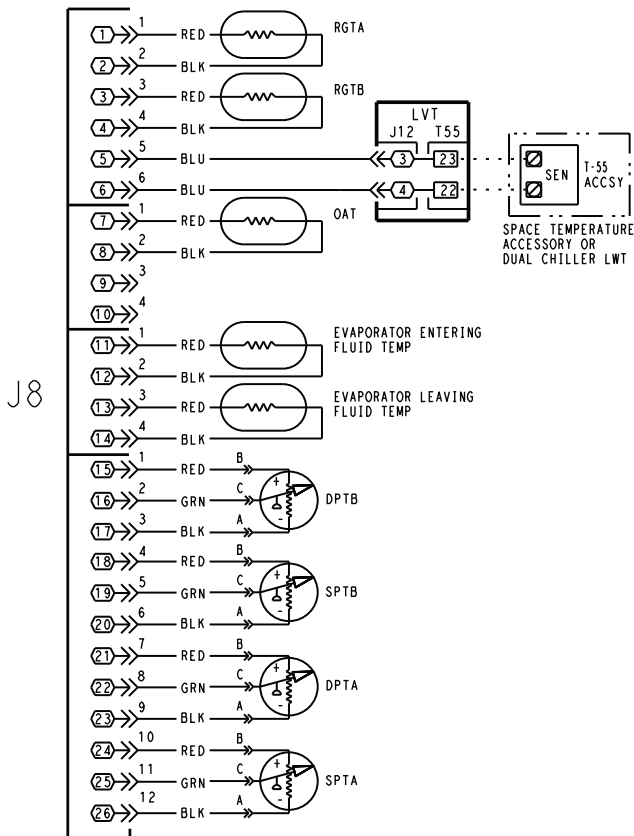 J8
1 1 RED RGTA
2 2 BLK
3 3 RED RGTB
4 4 BLK
LVT
J12 T55
5 5 BLU 3 23
SEN T-55
ACCSY
6 6 BLU 4 22
7 1 RED OAT
8 2 BLK
SPACE TEMPERATURE
ACCESSORY OR
DUAL CHILLER LWT
9 3
10 4
11 1 RED EVAPORATOR ENTERING
FLUID TEMP
12 2 BLK
13 3 RED EVAPORATOR LEAVING
FLUID TEMP
14 4 BLK
15 1 RED B +
16 2 GRN C DPTB
17 3 BLK A -
18 4 RED B +
19 5 GRN C SPTB
20 6 BLK A -
21 7 RED B +
22 8 GRN C DPTA
23 9 BLK A -
24 10 RED B +
25 11 GRN C SPTA
26 12 BLK A -